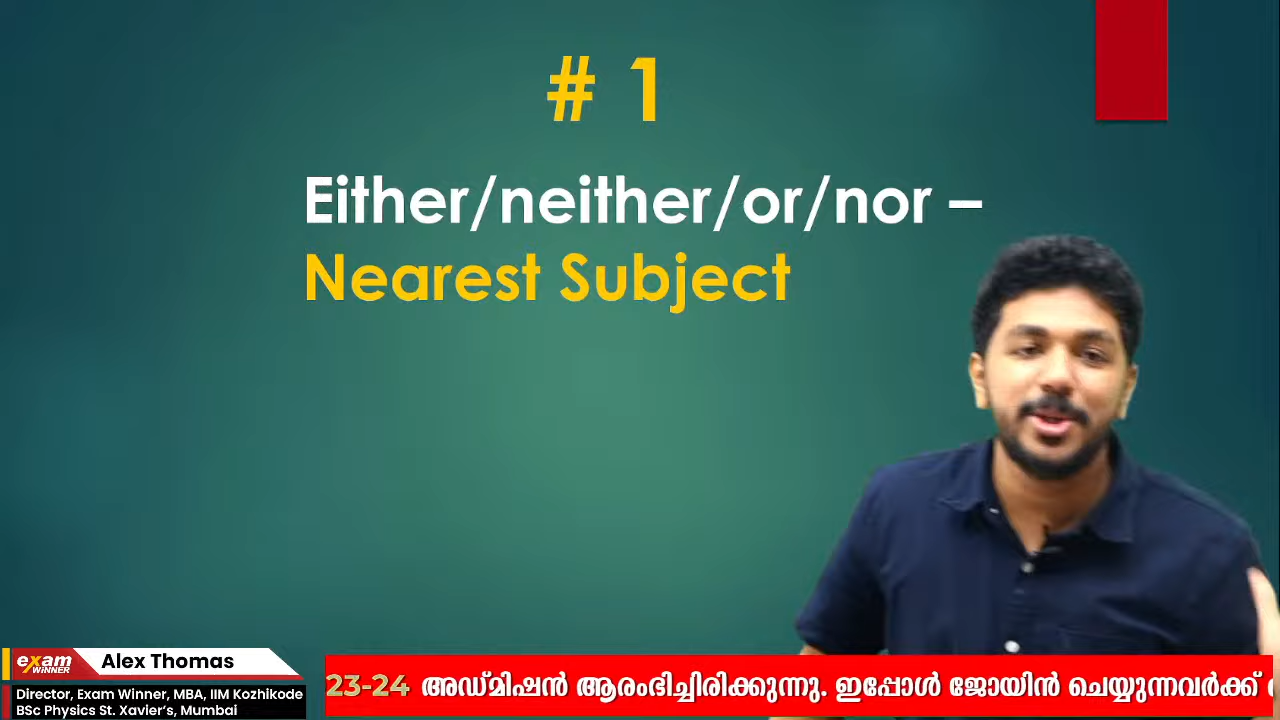 # 1
Either/neither/or/nor –
Nearest Subject
exam
WINNER
Alex Thomas
Director, Exam Winner, MBA, IIM Kozhikode
BSc Physics St. Xavier's, Mumbai
23-24 അഡ്മിഷൻ ആരംഭിച്ചിരിക്കുന്നു. ഇപ്പോൾ ജോയിൻ ചെയ്യുന്നവർക്ക്